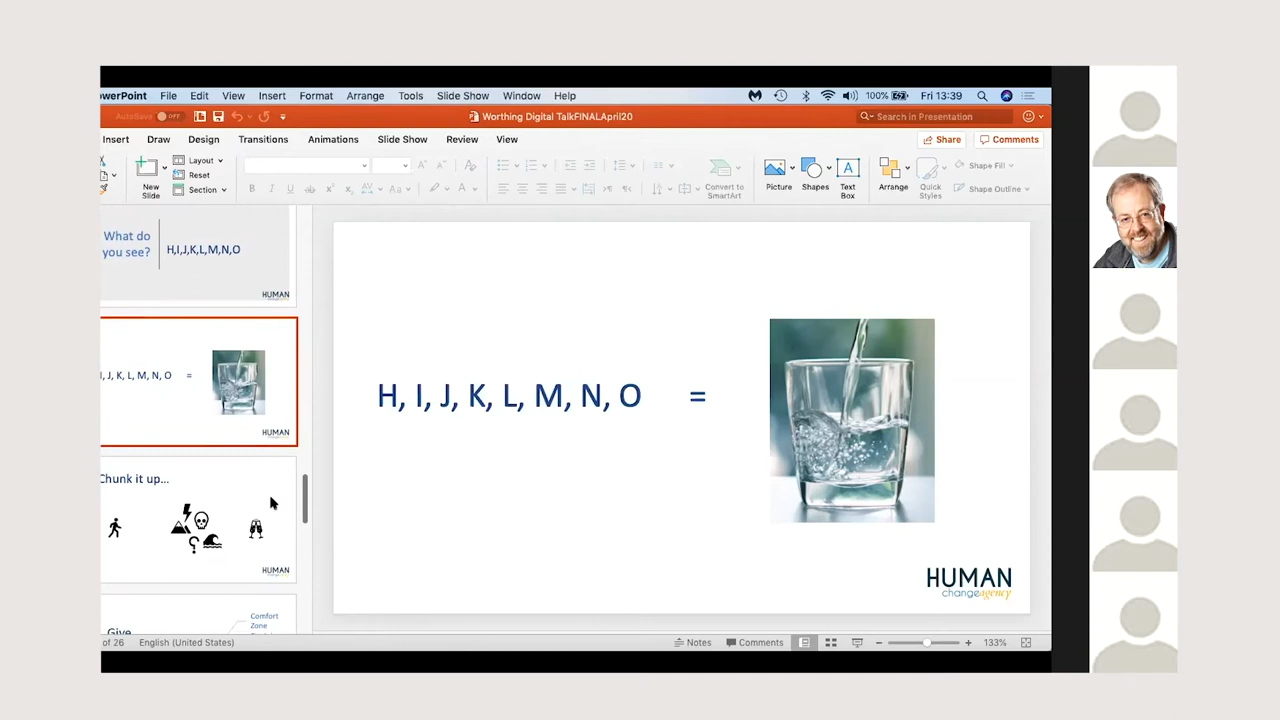 owerPoint File Edit View Insert Format Arrange Tools Slide Show Window Help 100% Fri 13:39
AutoSave OFF Worthing Digital TalkFINALApril20 Search in Presentation
Insert Draw Design Transitions Animations Slide Show Review View Share Comments
New Slide
Layout
Reset
Section
Convert to SmartArt
Picture
Shapes
Text Box
Arrange
Quick Styles
Shape Fill
Shape Outline
What do
you see?
H,I,J,K,L,M,N,O
HUMAN
I, J, K, L, M, N, O =
HUMAN
Chunk it up...
HUMAN
Give
Comfort
Zone
H, I, J, K, L, M, N, O =
HUMAN
changeagency
of 26 English (United States) Notes Comments 133%